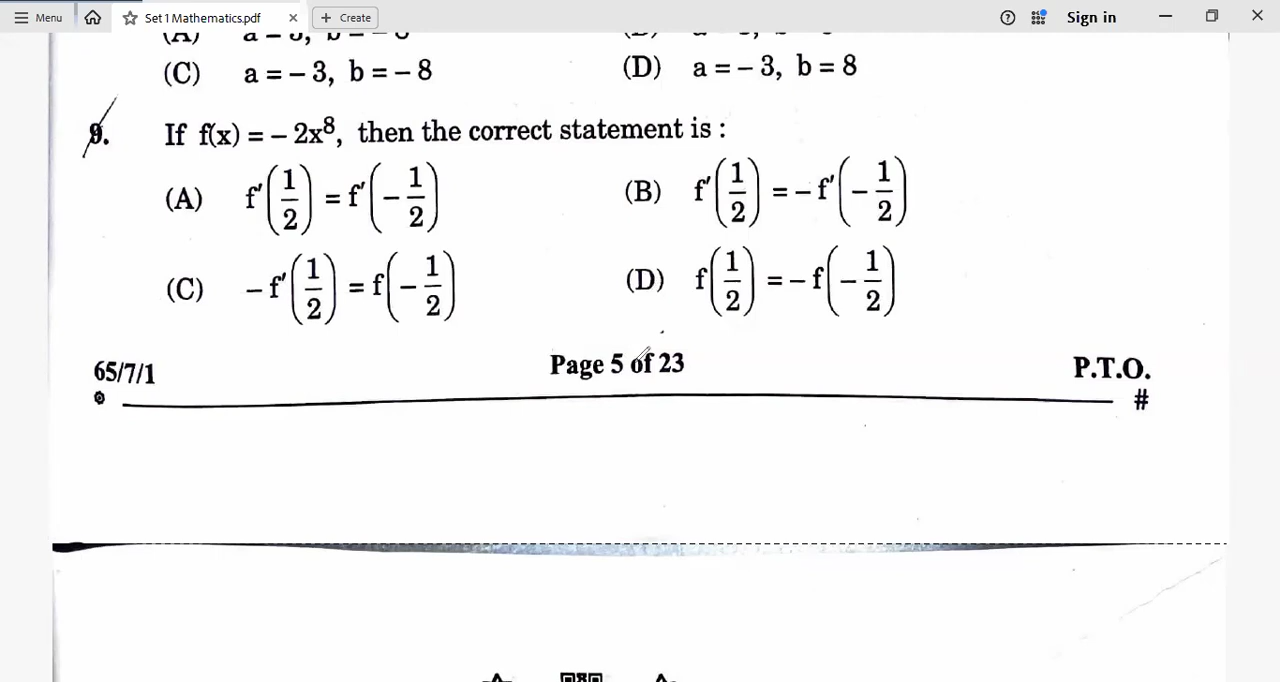 Menu Set 1 Mathematics.pdf × + Create Sign in
(C) a = – 3, b = – 8 (D) a = – 3, b = 8
9. If f(x) = – 2x⁸, then the correct statement is :
(A) f′(1/2) = f′(–1/2) (B) f′(1/2) = – f′(–1/2)
(C) – f′(1/2) = f(–1/2) (D) f(1/2) = – f(–1/2)
65/7/1 Page 5 of 23 P.T.O.
#